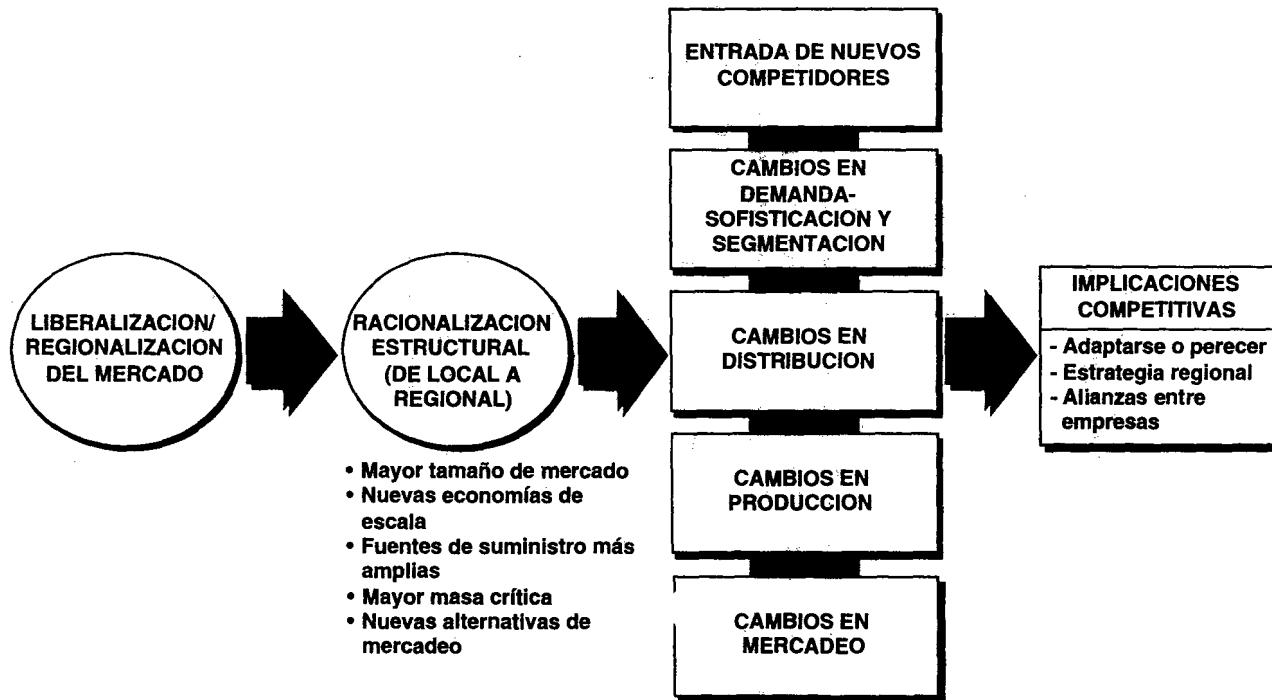 LIBERALIZACION/
REGIONALIZACION
DEL MERCADO
RACIONALIZACION
ESTRUCTURAL
(DE LOCAL A
REGIONAL)
• Mayor tamaño de mercado
• Nuevas economías de
escala
• Fuentes de suministro más
amplias
• Mayor masa crítica
• Nuevas alternativas de
mercadeo
ENTRADA DE NUEVOS
COMPETIDORES
CAMBIOS EN
DEMANDA-
SOFISTICACION Y
SEGMENTACION
CAMBIOS EN
DISTRIBUCION
CAMBIOS EN
PRODUCCION
CAMBIOS EN
MERCADEO
IMPLICACIONES
COMPETITIVAS
- Adaptarse o perecer
- Estrategia regional
- Alianzas entre
empresas